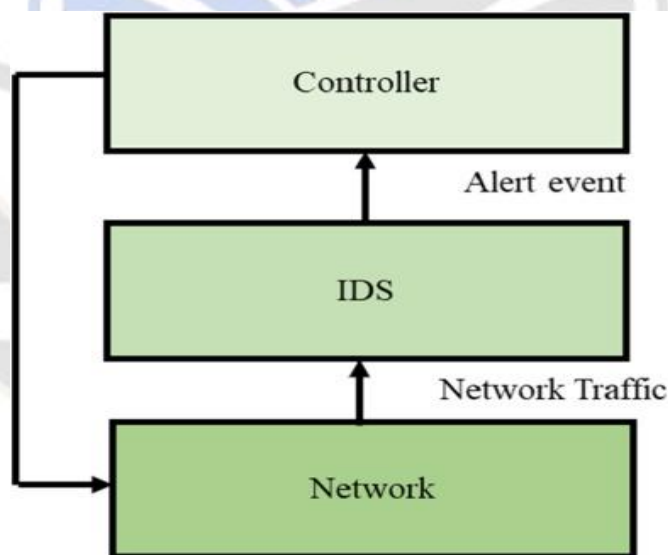 Controller
Alert event
IDS
Network Traffic
Network